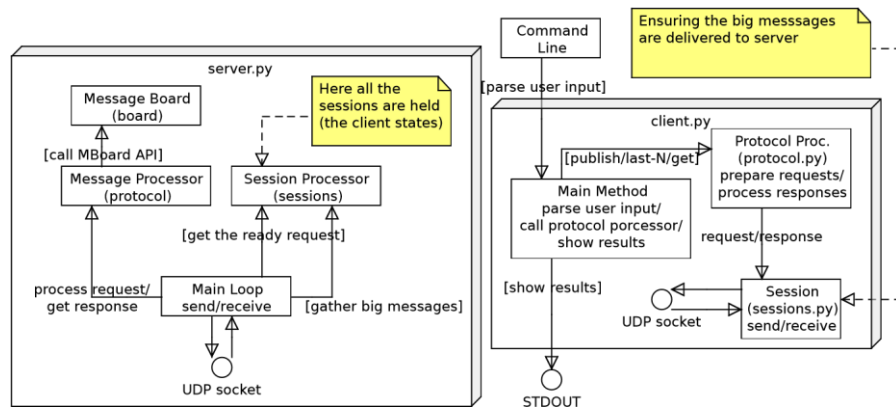 server.py
Message Board
(board)
Here all the
sessions are held
(the client states)
[call MBoard API]
Message Processor
(protocol)
Session Processor
(sessions)
[get the ready request]
process request/
get response
Main Loop
send/receive
[gather big messages]
UDP socket
Command
Line
Ensuring the big messsages
are delivered to server
[parse user input]
client.py
[publish/last-N/get]
Protocol Proc.
(protocol.py)
prepare requests/
process responses
Main Method
parse user input/
call protocol porcessor/
show results
request/response
[show results]
UDP socket
Session
(sessions.py)
send/receive
STDOUT